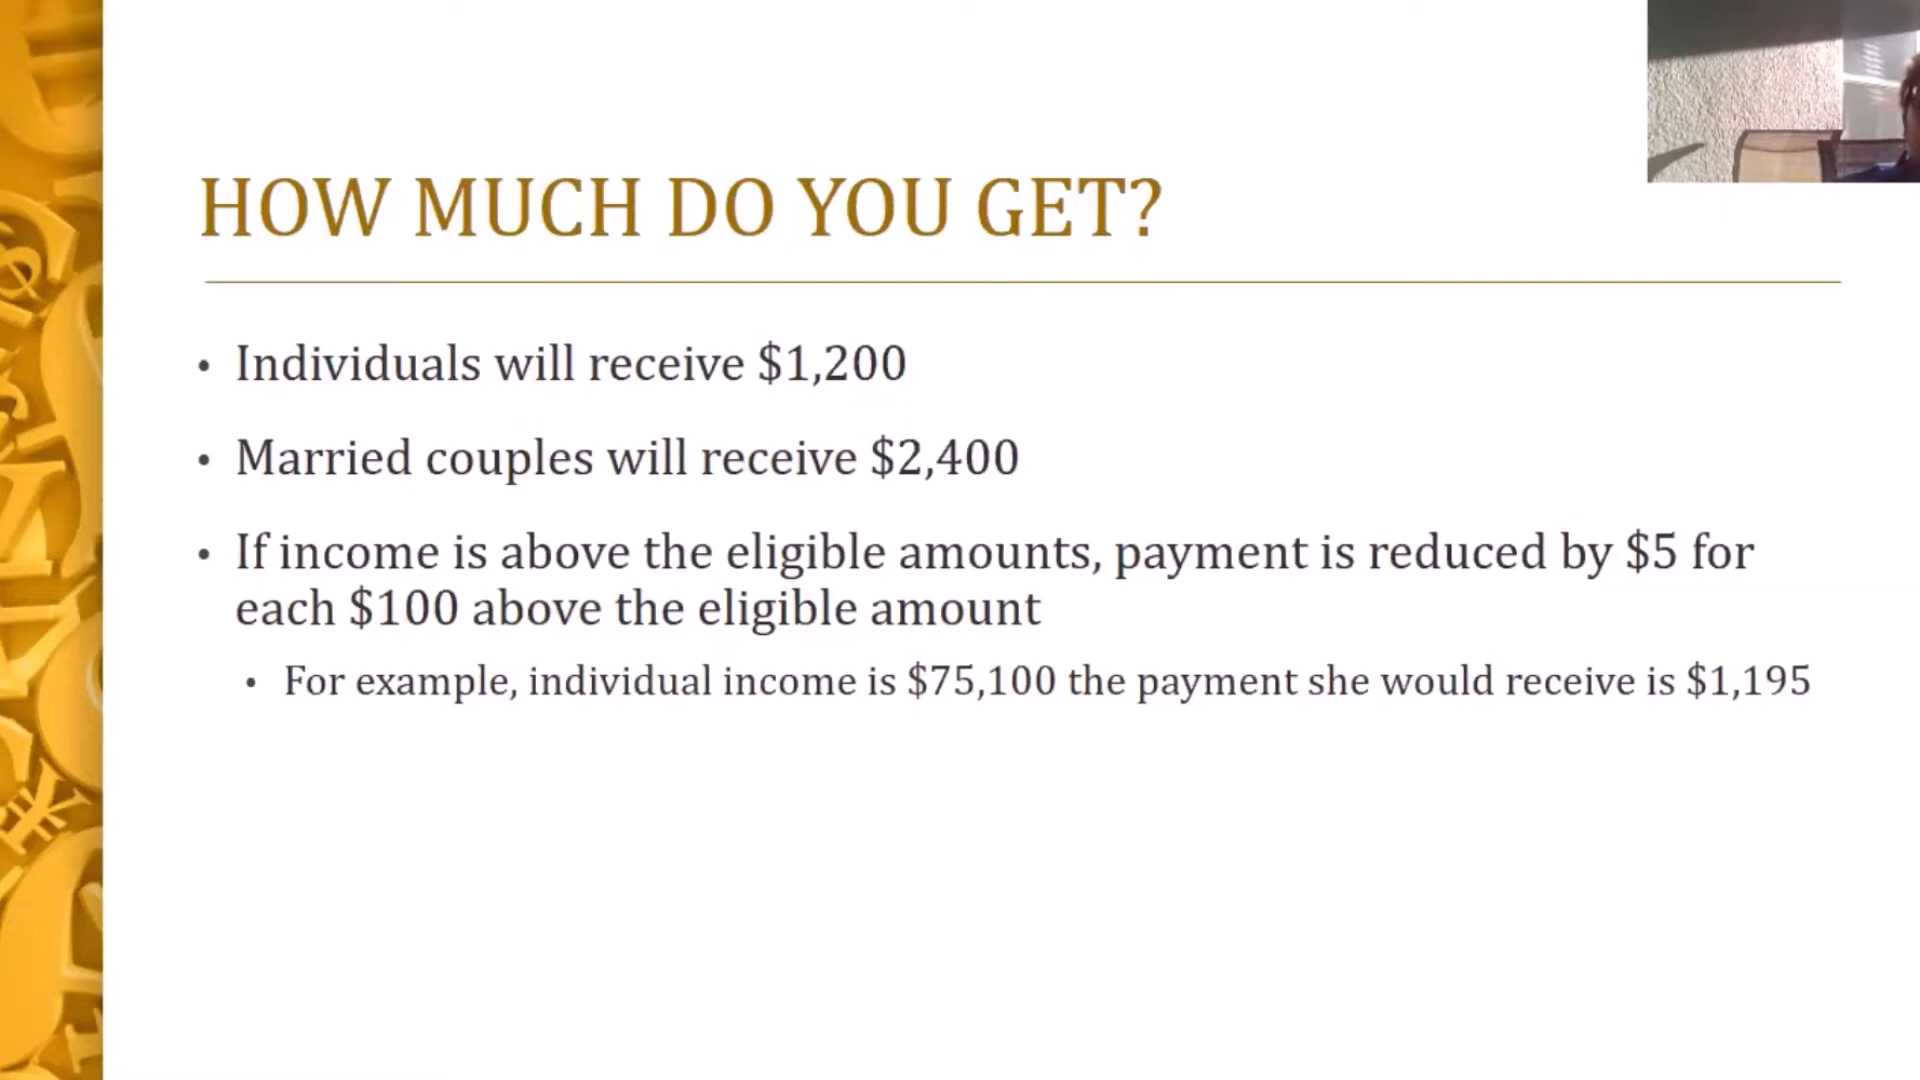 HOW MUCH DO YOU GET?
• Individuals will receive $1,200
• Married couples will receive $2,400
• If income is above the eligible amounts, payment is reduced by $5 for
each $100 above the eligible amount
• For example, individual income is $75,100 the payment she would receive is $1,195